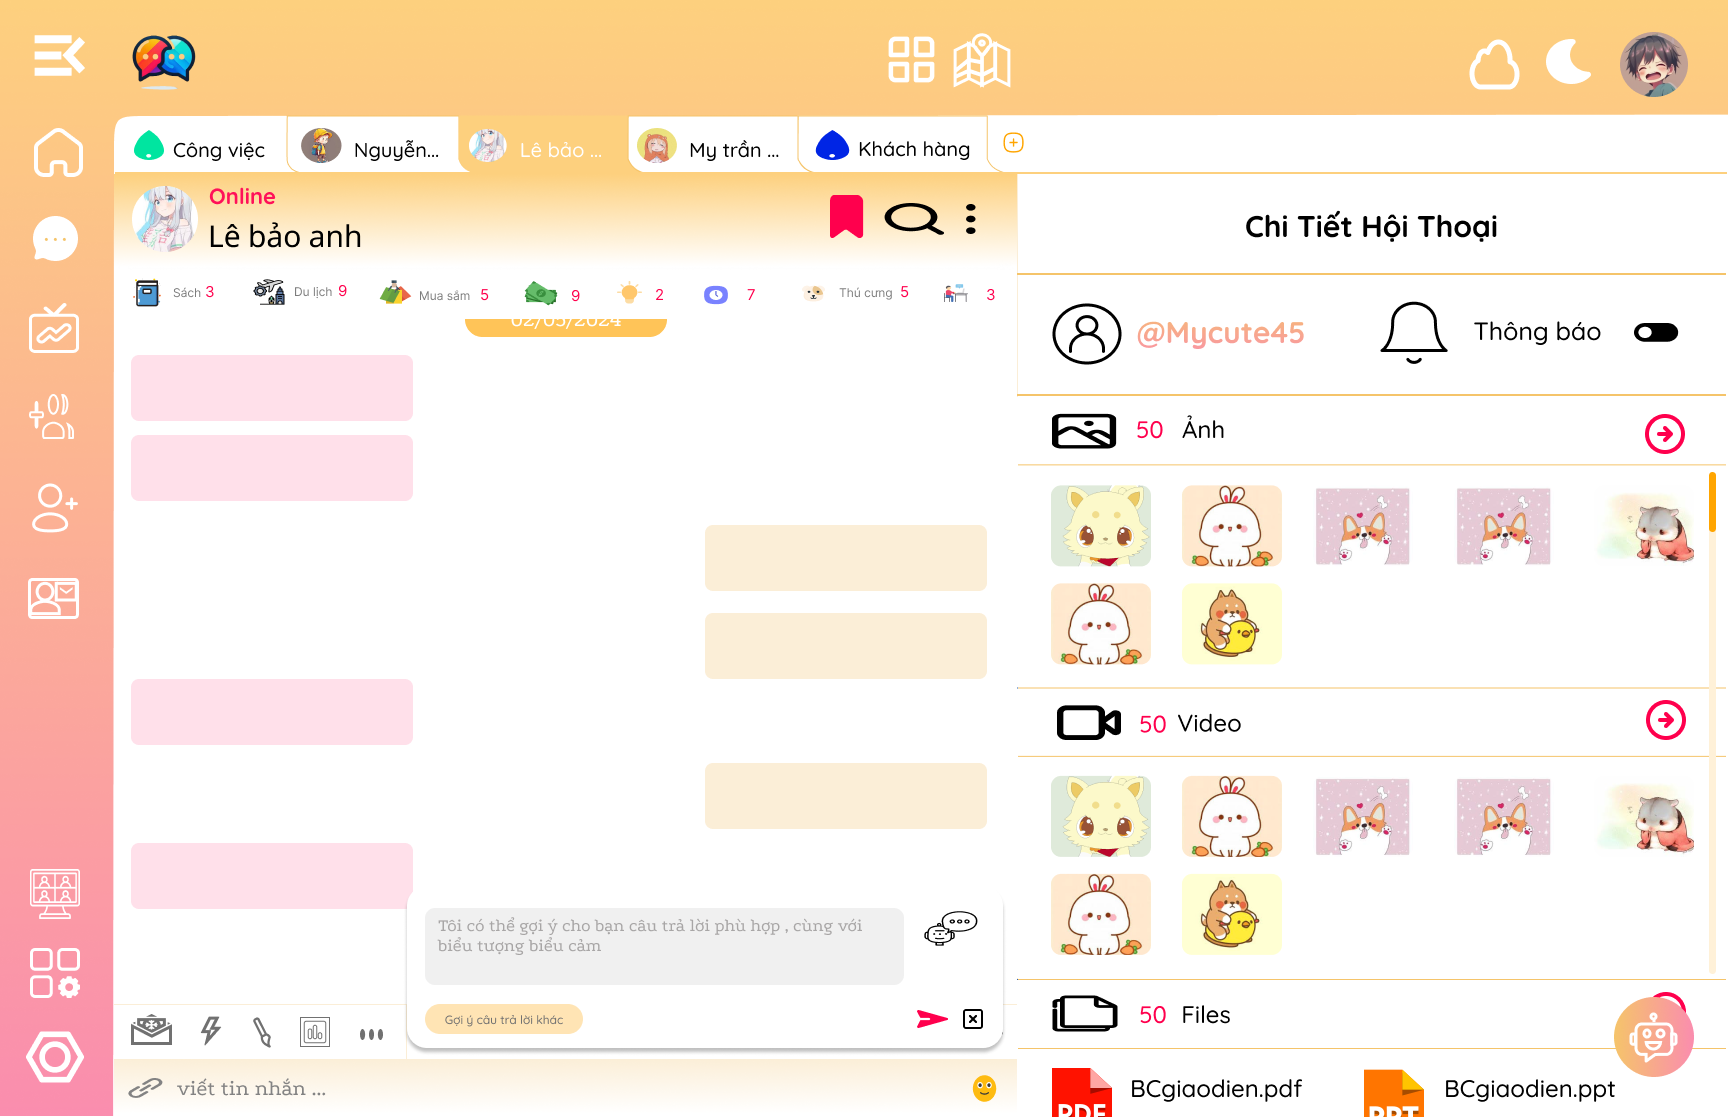 Công việc
Nguyễn...
Lê bảo ...
My trần ...
Khách hàng
Online
Lê bảo anh
Sách 3
Du lịch 9
Mua sắm 5
9
2
7
Thú cưng 5
3
02/05/2024
Tôi có thể gợi ý cho bạn câu trả lời phù hợp , cùng với
biểu tượng biểu cảm
Gợi ý câu trả lời khác
viết tin nhắn ...
Chi Tiết Hội Thoại
@Mycute45
Thông báo
50 Ảnh
50 Video
50 Files
PDF
BCgiaodien.pdf
PPT
BCgiaodien.ppt